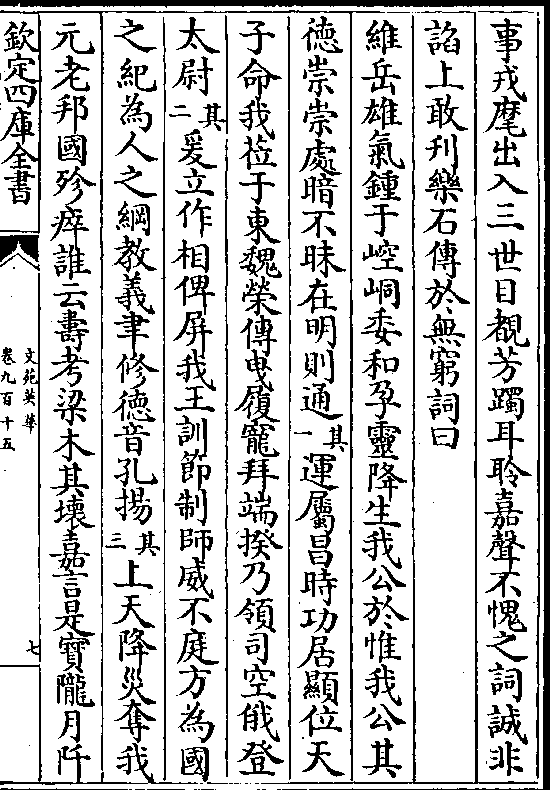 事戎麾出入三世目覩芳躅耳聆嘉聲不愧之詞誠非
諂上敢刋樂石傳於無窮詞曰
維岳雄氣鍾于崆峒委和孕靈降生我公於惟我公其
德崇崇處暗不昧在明則通其一運屬昌時功居顯位天
子命我莅于東魏榮傳曳履寵拜端揆乃領司空俄登
太尉其二爰立作相俾屏我王訓節制師威不庭方為國
之紀為人之綱教義聿修徳音孔揚其三上天降災奪我
元老邦國殄瘁誰云壽考梁木其壞嘉言是寳隴月阡
欽定四庫全書
文苑英華
卷九百十五
七